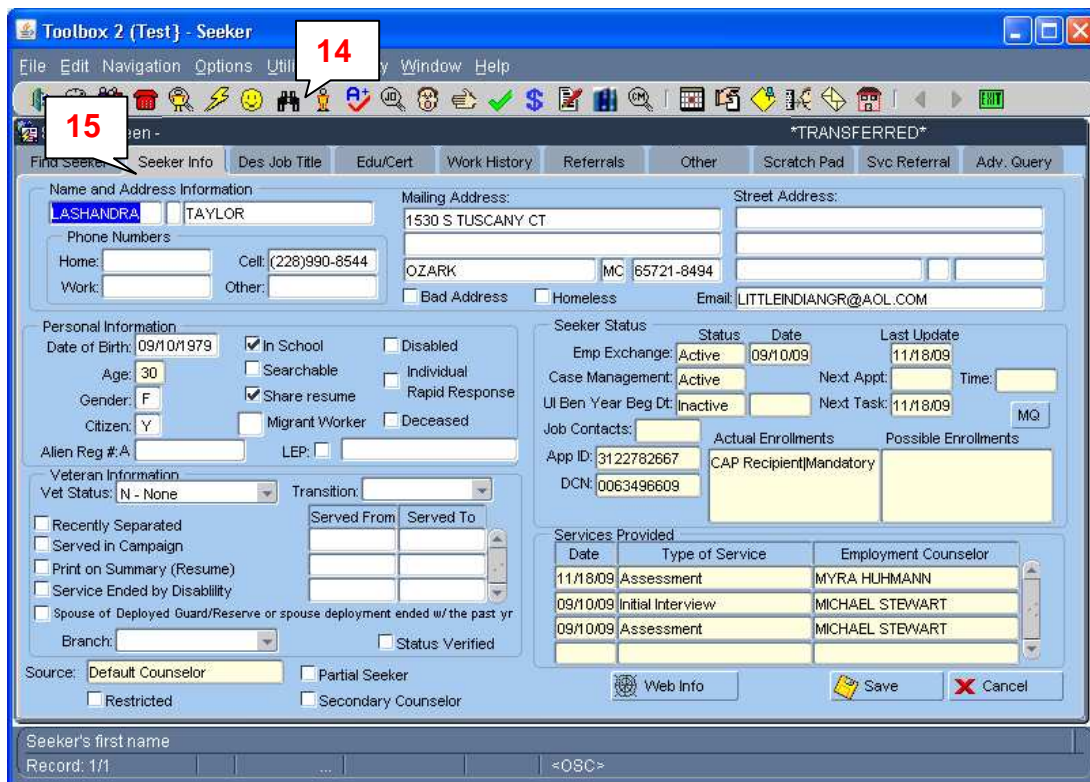 Toolbox 2 (Test} - Seeker
14
File Edit Navigation Options Window Help
EXIT
15
*TRANSFERRED*
Find Seeker Seeker Info Des Job Title Edu/Cert Work History Referrals Other Scratch Pad Svc Referral Adv. Query
Name and Address Information
LASHANDRA TAYLOR
Mailing Address:
1530 S TUSCANY CT
OZARK MC 65721-8494
Street Address:
Phone Numbers
Home: Cell: (228)990-8544
Work: Other:
Bad Address Homeless Email: LITTLEINDIANGR@AOL.COM
Personal Information
Date of Birth: 09/10/1979 In School Disabled
Age: 30 Searchable Individual Rapid Response
Gender: F Share resume
Citizen: Y Migrant Worker Deceased
Alien Reg #:A LEP:
Seeker Status
Status Date Last Update
Emp Exchange: Active 09/10/09 11/18/09
Case Management: Active Next Appt: Time:
UI Ben Year Beg Dt: Inactive Next Task: 11/18/09 MQ
Job Contacts:
App ID: 3122782667
DCN: 0063496609
Actual Enrollments Possible Enrollments
CAP Recipient|Mandatory
Veteran Information
Vet Status: N - None Transition:
Served From Served To
Recently Separated
Served in Campaign
Print on Summary (Resume)
Service Ended by Disablility
Spouse of Deployed Guard/Reserve or spouse deployment ended w/ the past yr
Branch: Status Verified
Services Provided
Date Type of Service Employment Counselor
11/18/09 Assessment MYRA HUHMANN
09/10/09 Initial Interview MICHAEL STEWART
09/10/09 Assessment MICHAEL STEWART
Source: Default Counselor Partial Seeker
Restricted Secondary Counselor
Web Info Save Cancel
Seeker's first name
Record: 1/1 ... <OSC>